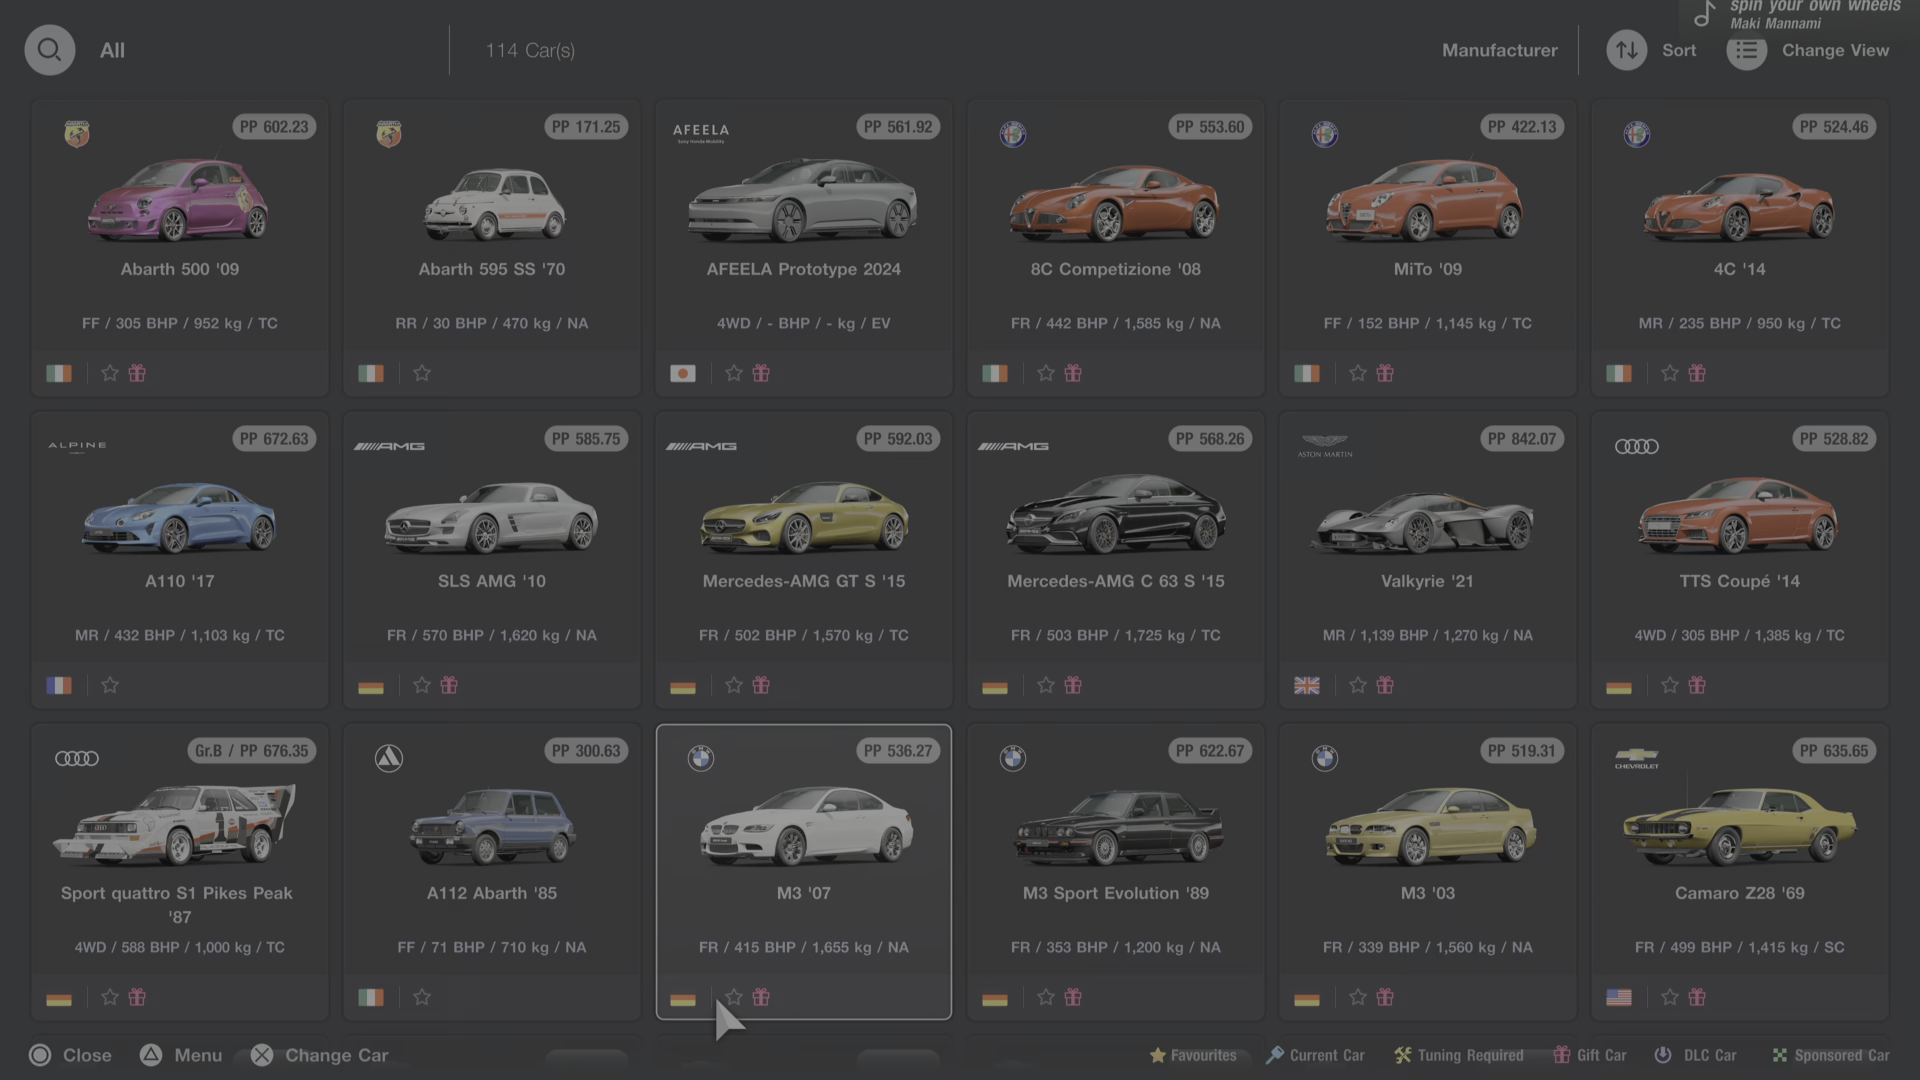 spin your own wheels
Maki Mannami
All
114 Car(s)
Manufacturer
Sort
Change View
PP 602.23
Abarth 500 '09
FF / 305 BHP / 952 kg / TC
PP 171.25
Abarth 595 SS '70
RR / 30 BHP / 470 kg / NA
AFEELA
Sony Honda Mobility
PP 561.92
AFEELA Prototype 2024
4WD / - BHP / - kg / EV
PP 553.60
8C Competizione '08
FR / 442 BHP / 1,585 kg / NA
PP 422.13
MiTo '09
FF / 152 BHP / 1,145 kg / TC
PP 524.46
4C '14
MR / 235 BHP / 950 kg / TC
ALPINE
PP 672.63
A110 '17
MR / 432 BHP / 1,103 kg / TC
AMG
PP 585.75
SLS AMG '10
FR / 570 BHP / 1,620 kg / NA
AMG
PP 592.03
Mercedes-AMG GT S '15
FR / 502 BHP / 1,570 kg / TC
AMG
PP 568.26
Mercedes-AMG C 63 S '15
FR / 503 BHP / 1,725 kg / TC
ASTON MARTIN
PP 842.07
Valkyrie '21
MR / 1,139 BHP / 1,270 kg / NA
PP 528.82
TTS Coupé '14
4WD / 305 BHP / 1,385 kg / TC
Gr.B / PP 676.35
Sport quattro S1 Pikes Peak
'87
4WD / 588 BHP / 1,000 kg / TC
PP 300.63
A112 Abarth '85
FF / 71 BHP / 710 kg / NA
PP 536.27
M3 '07
FR / 415 BHP / 1,655 kg / NA
PP 622.67
M3 Sport Evolution '89
FR / 353 BHP / 1,200 kg / NA
PP 519.31
M3 '03
FR / 339 BHP / 1,560 kg / NA
CHEVROLET
PP 635.65
Camaro Z28 '69
FR / 499 BHP / 1,415 kg / SC
Close
Menu
Change Car
Favourites
Current Car
Tuning Required
Gift Car
DLC Car
Sponsored Car